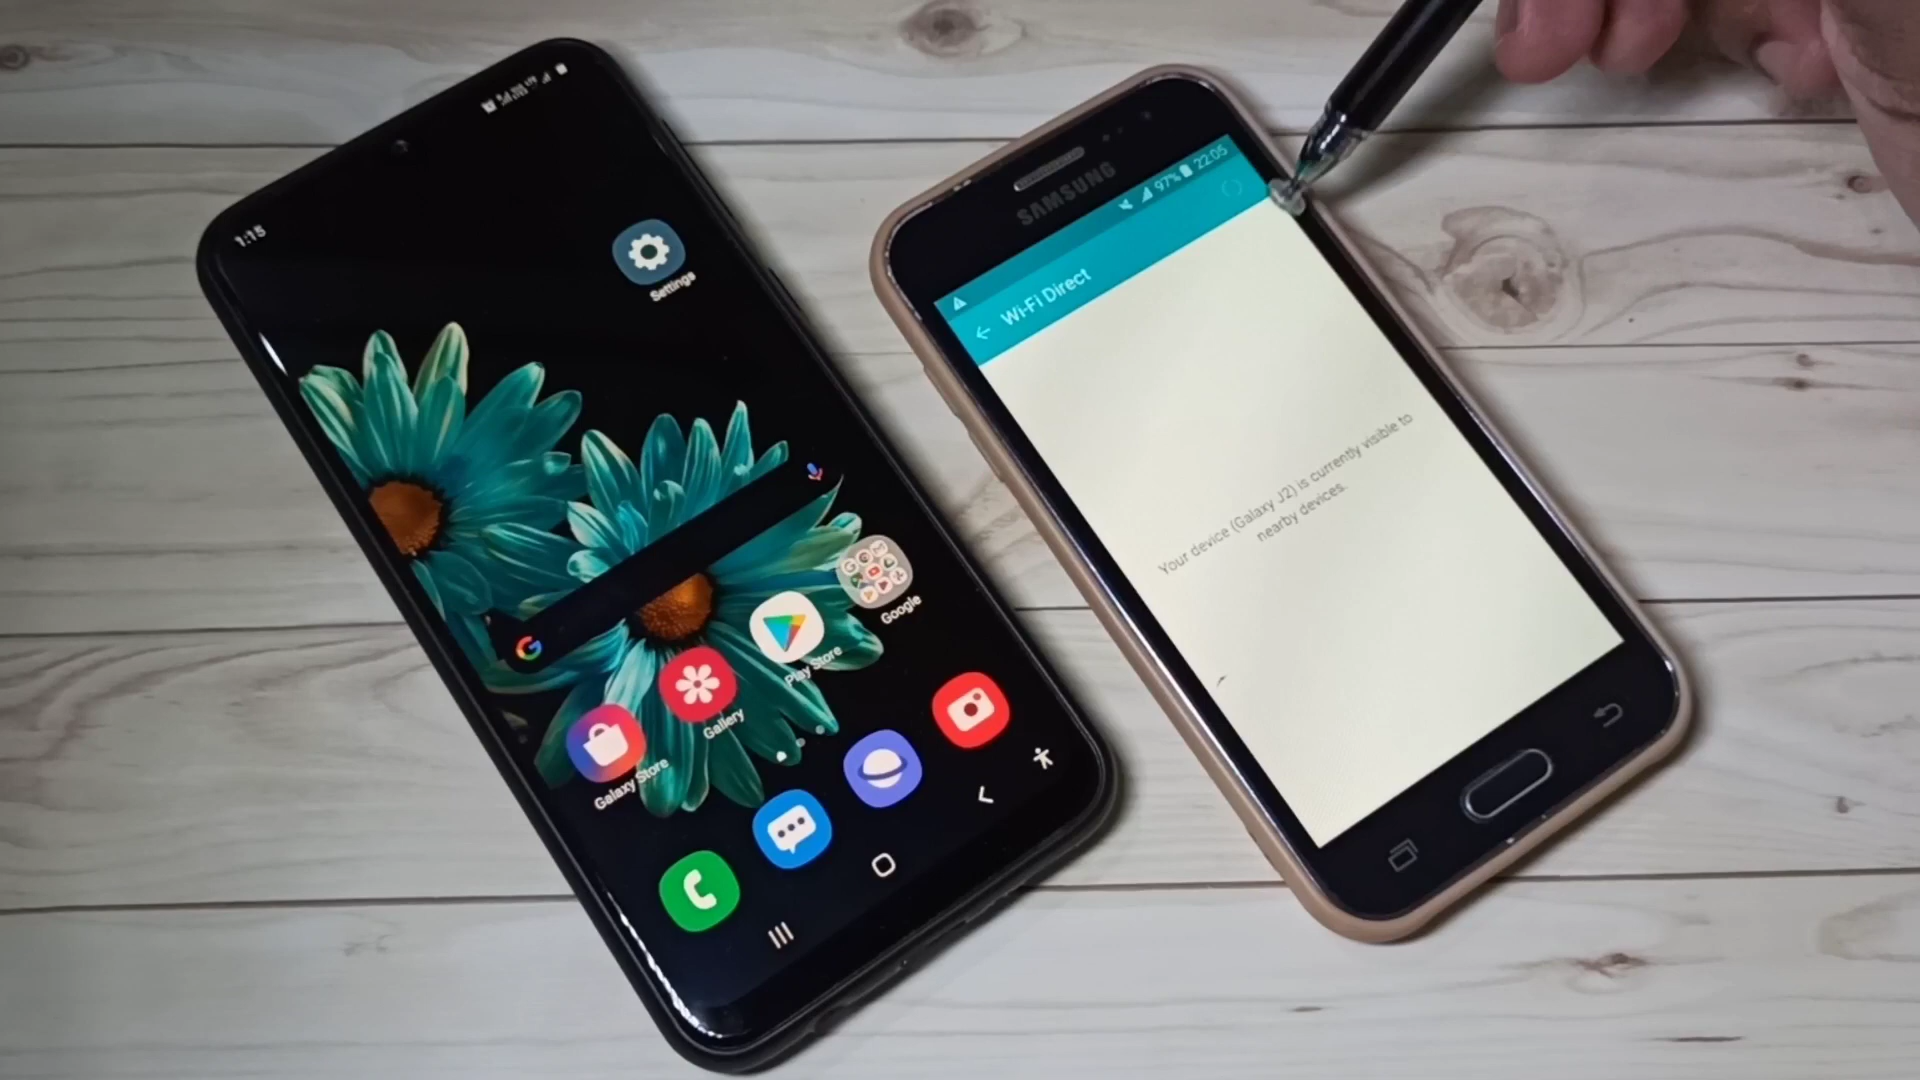 1:15
Settings
Google
Play Store
Gallery
Galaxy Store
SAMSUNG
97% 22:05
Wi-Fi Direct
Your device (Galaxy J2) is currently visible to
nearby devices.